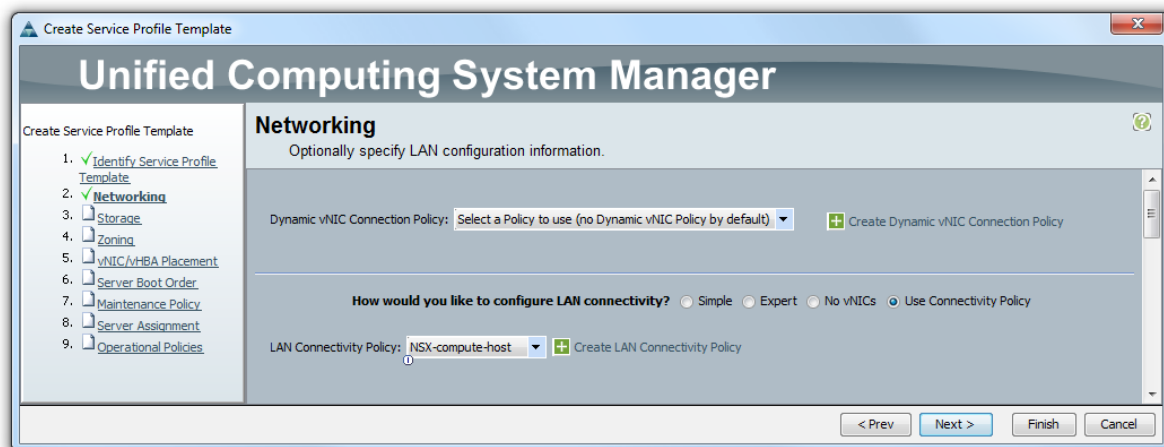 Create Service Profile Template
Unified Computing System Manager
Create Service Profile Template
1. Identify Service Profile
Template
2. Networking
3. Storage
4. Zoning
5. vNIC/vHBA Placement
6. Server Boot Order
7. Maintenance Policy
8. Server Assignment
9. Operational Policies
Networking
Optionally specify LAN configuration information.
Dynamic vNIC Connection Policy: Select a Policy to use (no Dynamic vNIC Policy by default) Create Dynamic vNIC Connection Policy
How would you like to configure LAN connectivity? Simple Expert No vNICs Use Connectivity Policy
LAN Connectivity Policy: NSX-compute-host Create LAN Connectivity Policy
< Prev Next > Finish Cancel